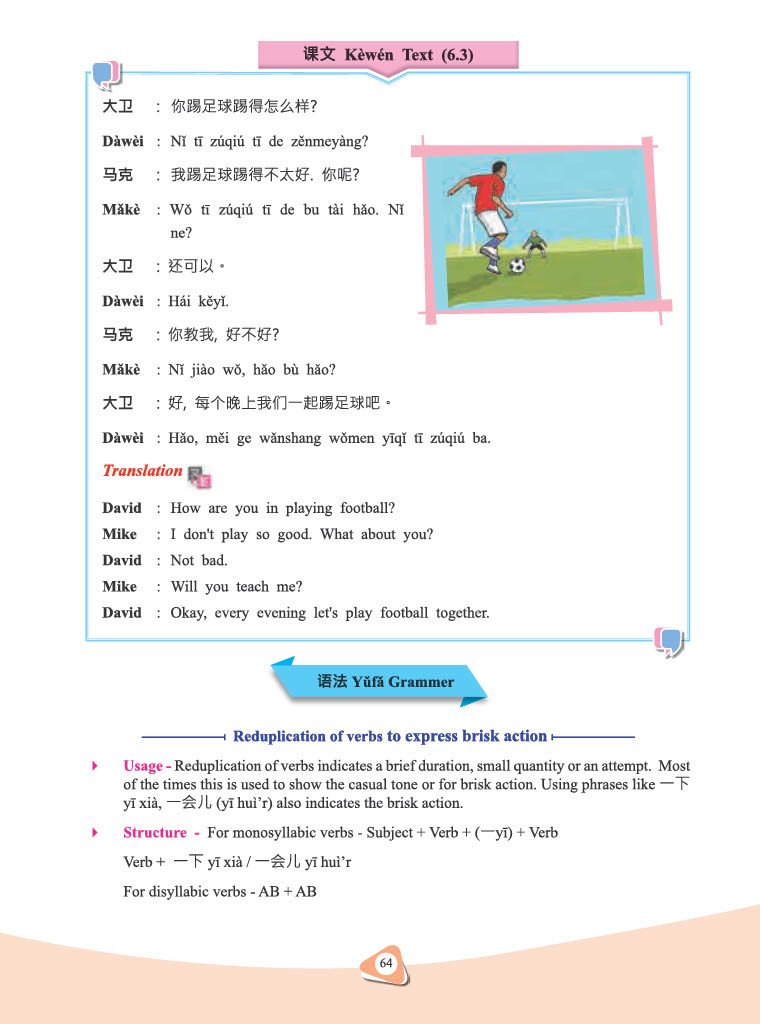 课文 Kèwén Text (6.3)
大卫 : 你踢足球踢得怎么样?
Dàwèi : Nǐ tī zúqiú tī de zěnmeyàng?
马克 : 我踢足球踢得不太好. 你呢?
Mǎkè : Wǒ tī zúqiú tī de bu tài hǎo. Nǐ
ne?
大卫 : 还可以。
Dàwèi : Hái kěyǐ.
马克 : 你教我, 好不好?
Mǎkè : Nǐ jiào wǒ, hǎo bù hǎo?
大卫 : 好, 每个晚上我们一起踢足球吧。
Dàwèi : Hǎo, měi ge wǎnshang wǒmen yīqǐ tī zúqiú ba.
Translation
David : How are you in playing football?
Mike : I don't play so good. What about you?
David : Not bad.
Mike : Will you teach me?
David : Okay, every evening let's play football together.
语法 Yǔfǎ Grammer
Reduplication of verbs to express brisk action
Usage - Reduplication of verbs indicates a brief duration, small quantity or an attempt. Most
of the times this is used to show the casual tone or for brisk action. Using phrases like 一下
yī xià, 一会儿 (yī huì’r) also indicates the brisk action.
Structure - For monosyllabic verbs - Subject + Verb + (一yī) + Verb
Verb + 一下 yī xià / 一会儿 yī huì’r
For disyllabic verbs - AB + AB
64